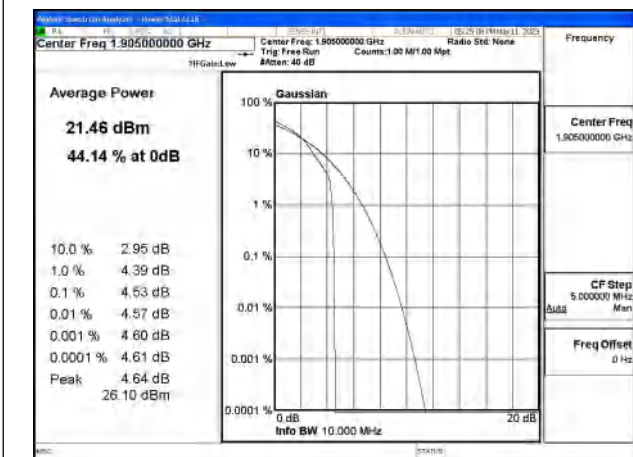 Center Freq 1.905000000 GHz
Center Freq: 1.905000000 GHz
Radio Std: None
Trig: Free Run
Counts:1.00 M/1.00 Mpt
#IFGain:Low
#Atten: 40 dB
Frequency
Average Power
21.46 dBm
44.14 % at 0dB
10.0 % 2.95 dB
1.0 % 4.39 dB
0.1 % 4.53 dB
0.01 % 4.57 dB
0.001 % 4.60 dB
0.0001 % 4.61 dB
Peak 4.64 dB
26.10 dBm
Gaussian
100 %
10 %
1 %
0.1 %
0.01 %
0.001 %
0.0001 %
0 dB
20 dB
Info BW 10.000 MHz
Center Freq
1.905000000 GHz
CF Step
5.000000 MHz
Auto Man
Freq Offset
0 Hz
MSG
STATUS